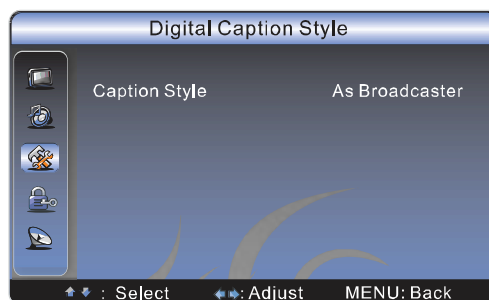 Digital Caption Style
Caption Style As Broadcaster
: Select : Adjust MENU: Back